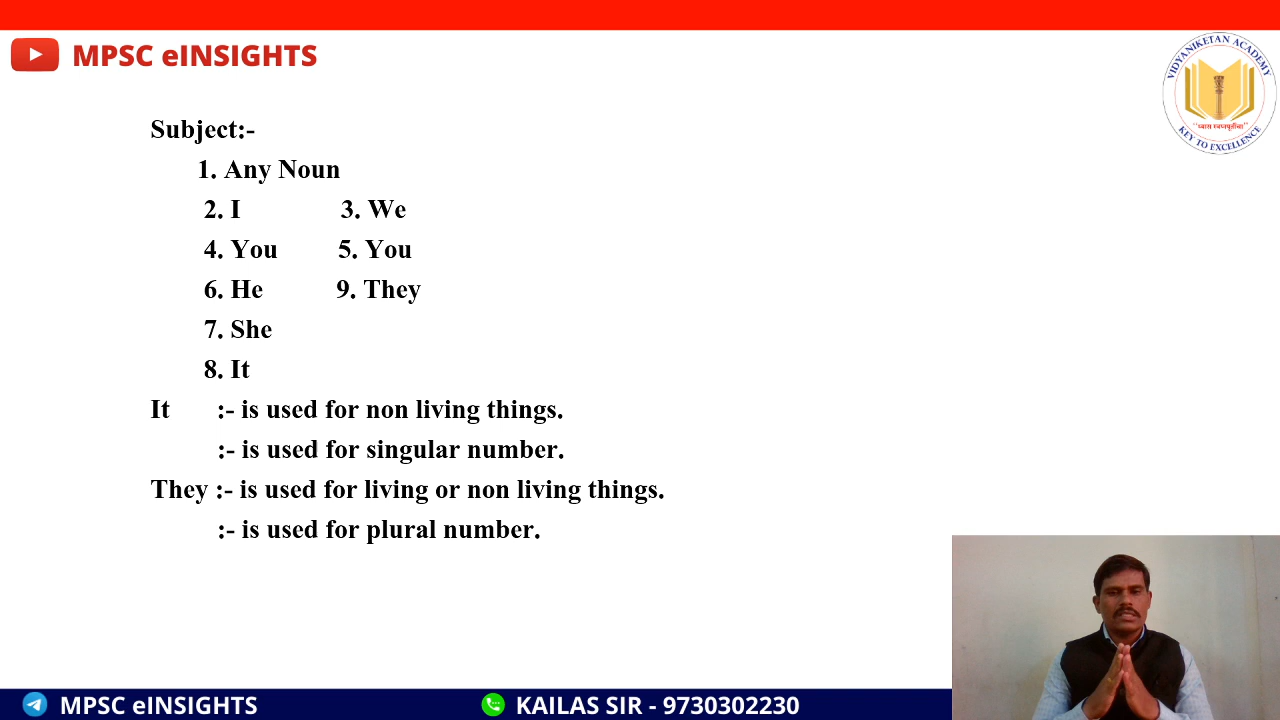 MPSC eINSIGHTS
VIDYANIKETAN ACADEMY
"ध्यास स्वप्नपूर्तीचा"
KEY TO EXCELLENCE
Subject:-
1. Any Noun
2. I 3. We
4. You 5. You
6. He 9. They
7. She
8. It
It :- is used for non living things.
:- is used for singular number.
They :- is used for living or non living things.
:- is used for plural number.
MPSC eINSIGHTS
KAILAS SIR - 9730302230